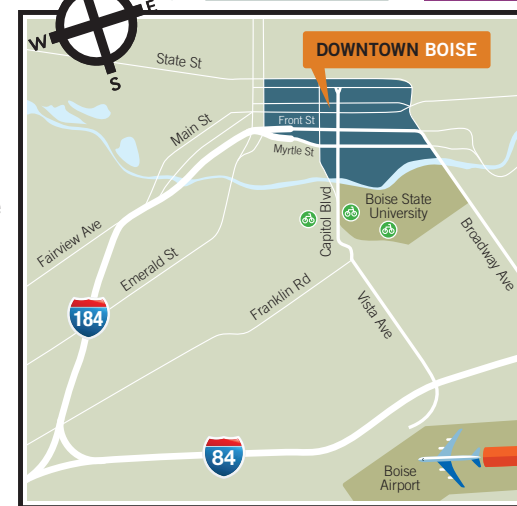 E
W
S
State St
DOWNTOWN BOISE
Main St
Front St
Myrtle St
Capitol Blvd
Boise State
University
Fairview Ave
Emerald St
Broadway Ave
Franklin Rd
Vista Ave
184
84
Boise
Airport